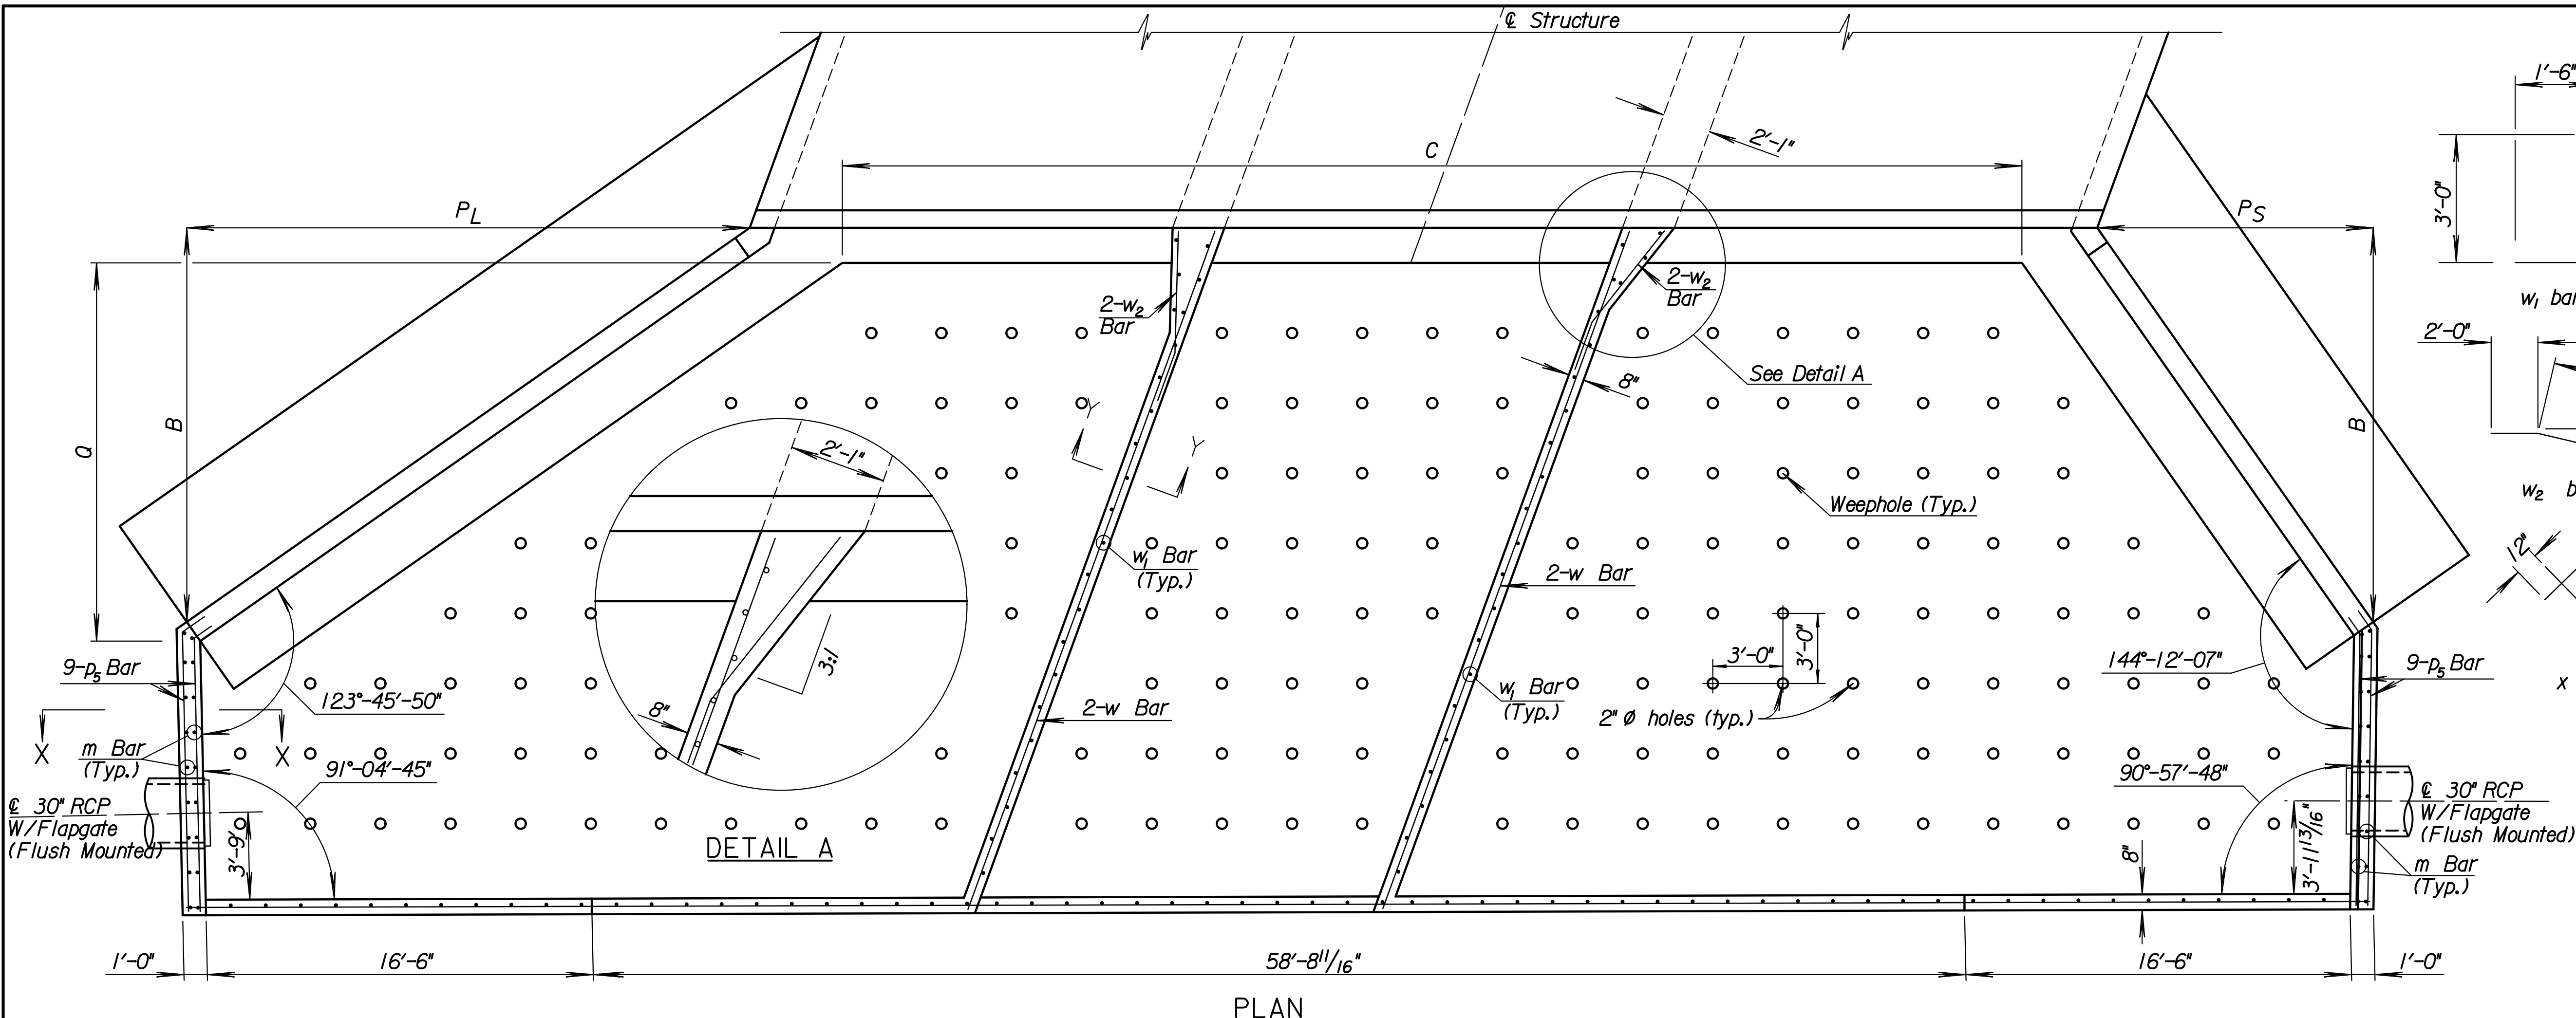 ℄ Structure
1'-6"
2'-1"
C
P_L
P_S
3'-0"
w₁ bar
2-w₂
Bar
2-w₂
Bar
2'-0"
See Detail A
8"
Q
B
Y
Y
B
2'-1"
Weephole (Typ.)
w₂ b
12"
w₁ Bar
(Typ.)
2-w Bar
3'-0"
3'-0"
3:1
8"
9-p₅ Bar
123°-45'-50"
144°-12'-07"
9-p₅ Bar
x
2-w Bar
w₁ Bar
(Typ.)
2" Ø holes (typ.)
X
X
m Bar
(Typ.)
91°-04'-45"
90°-57'-48"
℄ 30" RCP
W/Flapgate
(Flush Mounted)
3'-9'
DETAIL A
8"
3'-11 13/16"
℄ 30" RCP
W/Flapgate
(Flush Mounted)
m Bar
(Typ.)
1'-0"
16'-6"
58'-8 11/16"
16'-6"
1'-0"
PLAN